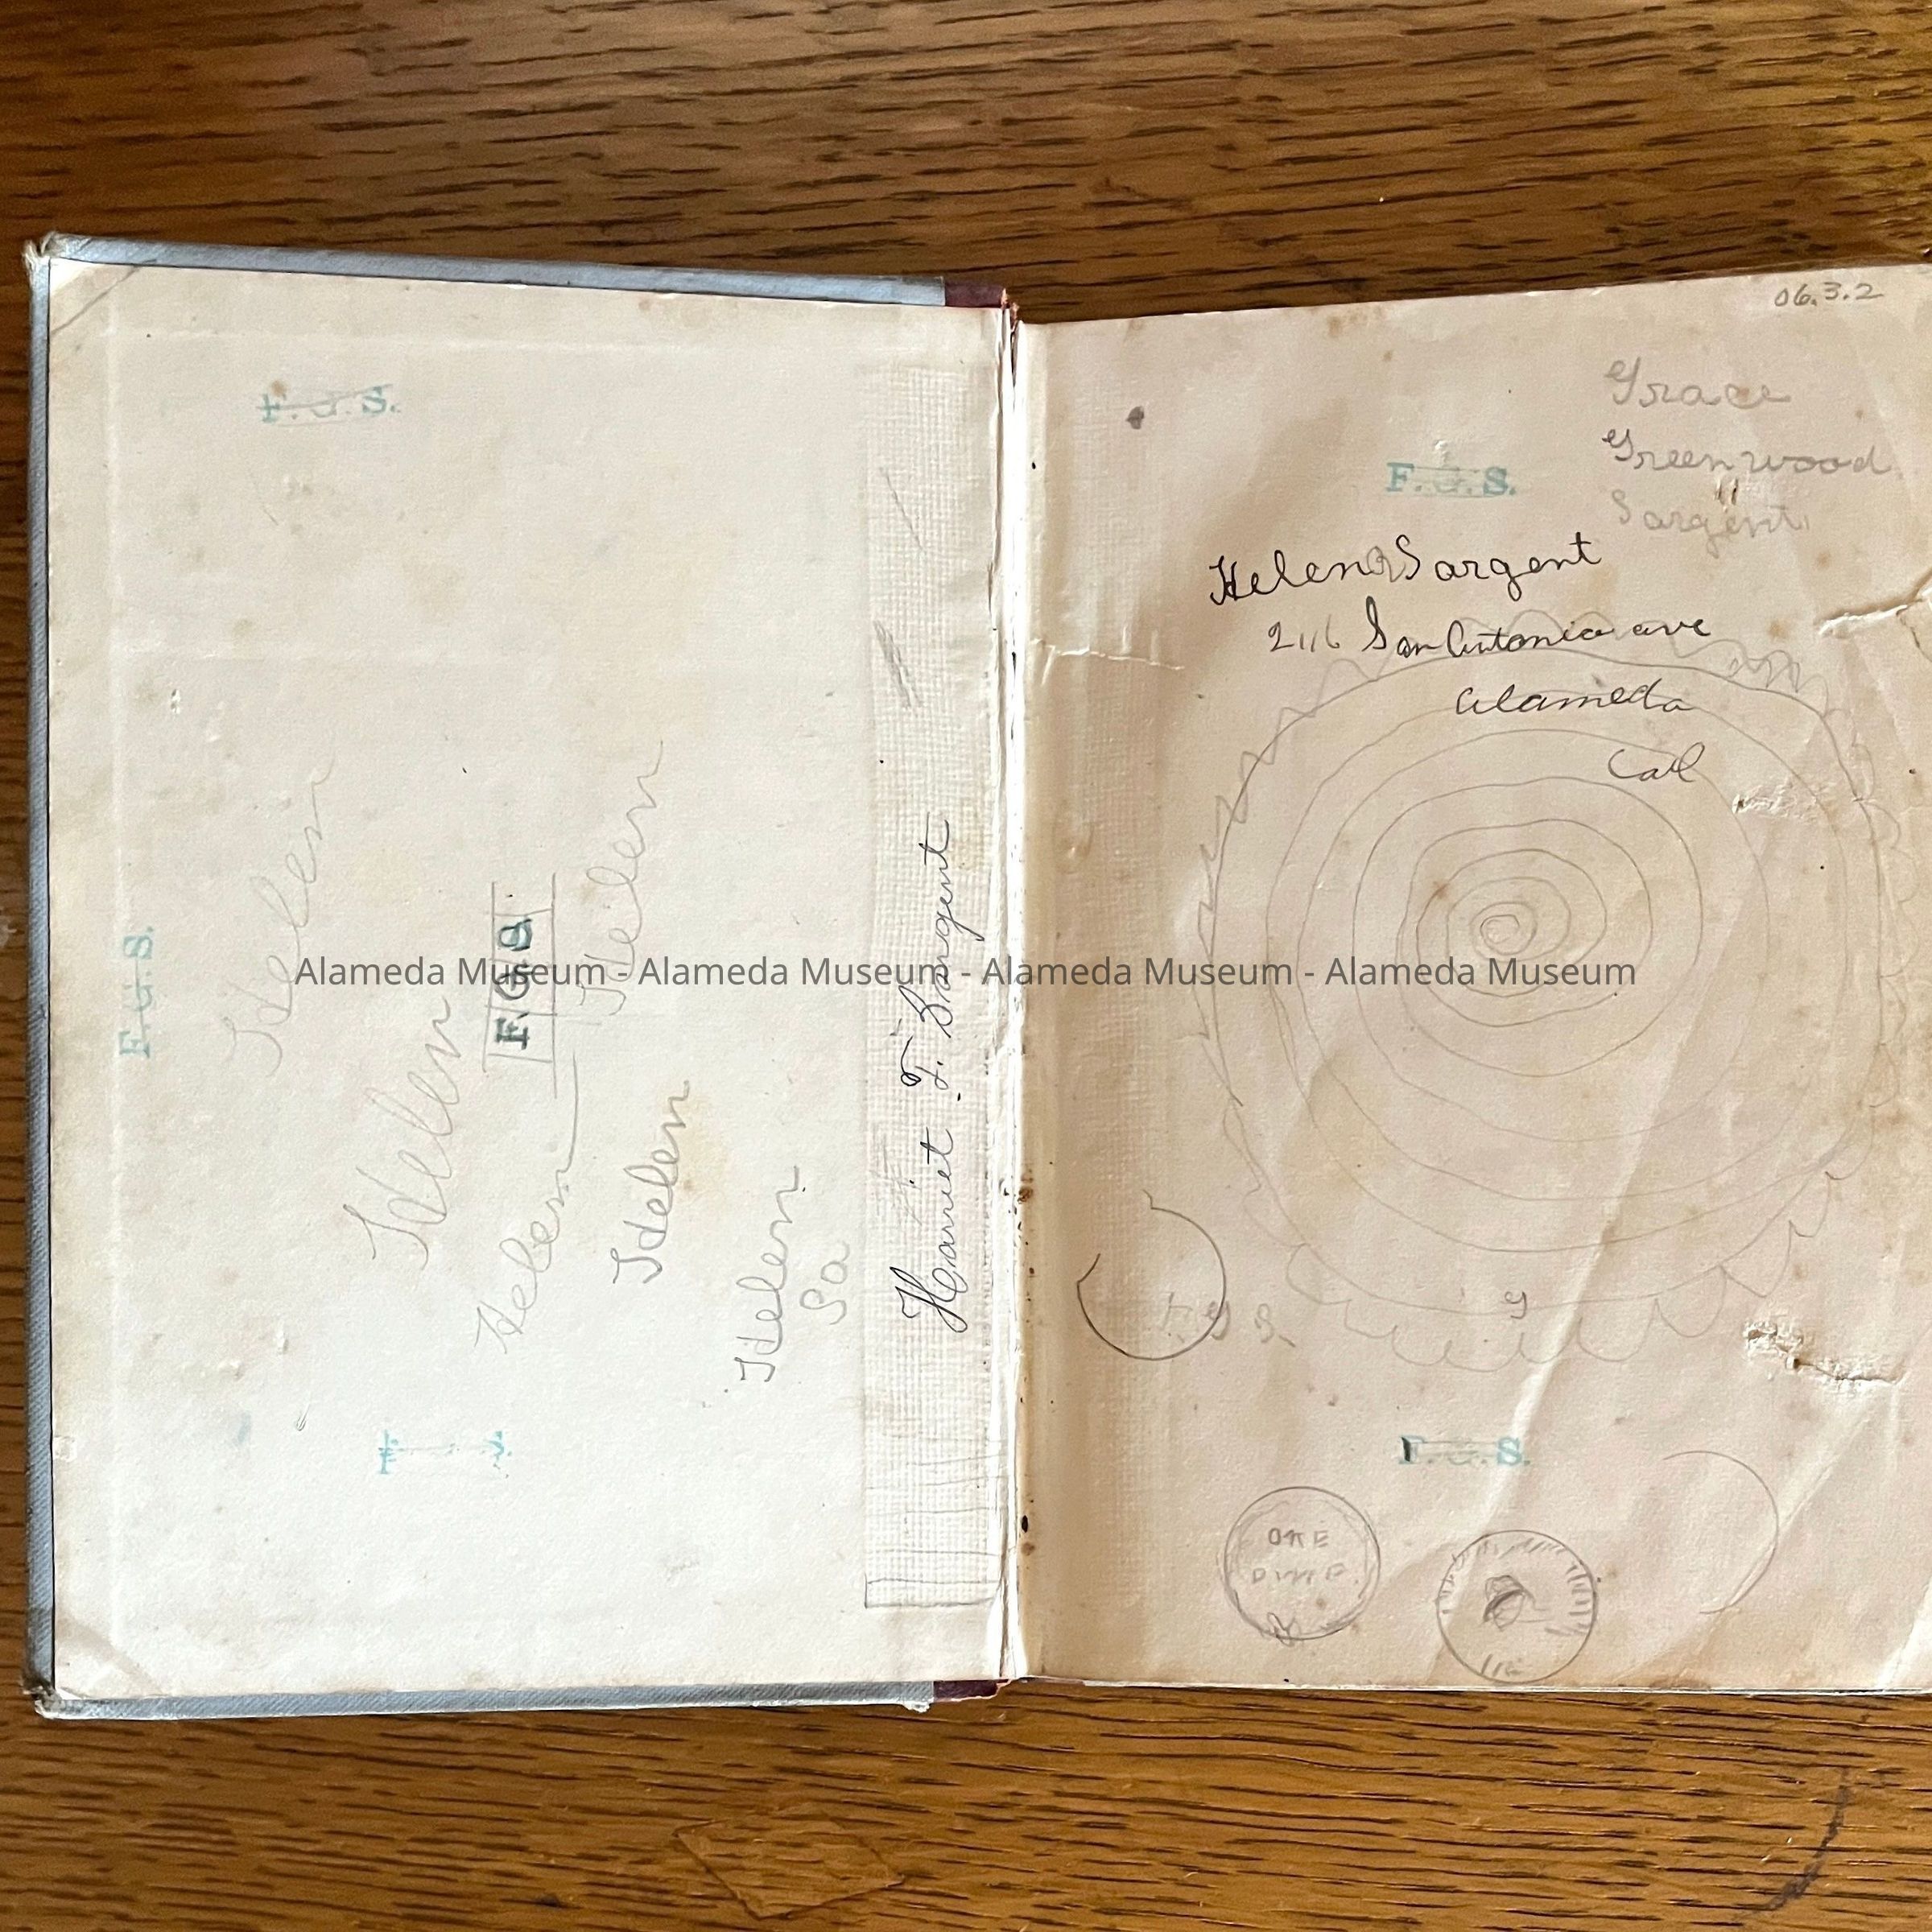 F. G. S.
Helen
Helen
F.G.S.
F.G.S
Helen
Helen
Helen
Helen
Sa
Harriet F. Sargent
F. S.
06.3.2
Grace
Greenwood
Sargent
F. G. S.
Helen Sargent
2116 San Antonio ave
Alameda
Cal
Alameda Museum - Alameda Museum - Alameda Museum - Alameda Museum
F. G. S.
G
F. G. S.
ONE
DIME